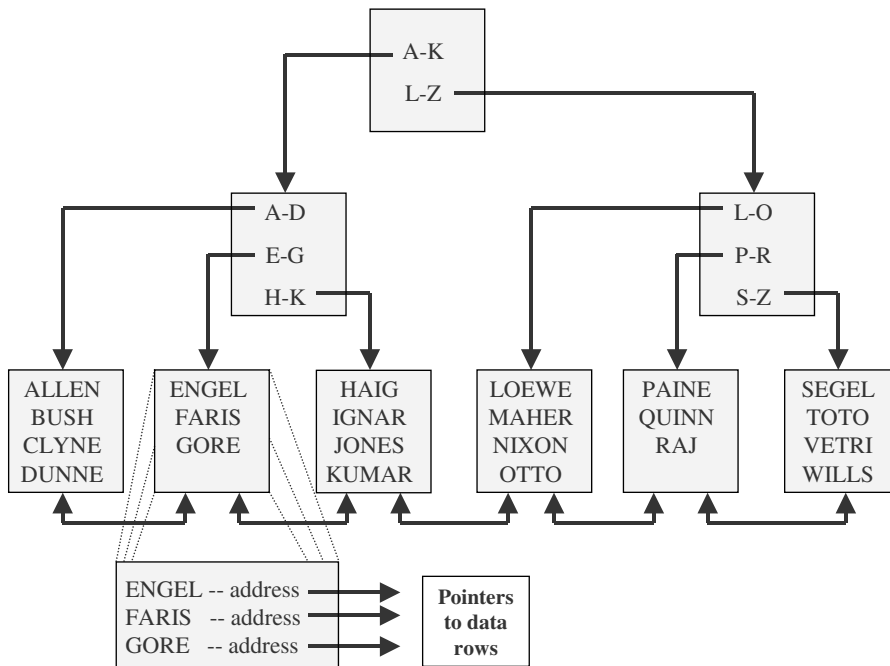 A-K
L-Z
A-D
E-G
H-K
L-O
P-R
S-Z
ALLEN
BUSH
CLYNE
DUNNE
ENGEL
FARIS
GORE
HAIG
IGNAR
JONES
KUMAR
LOEWE
MAHER
NIXON
OTTO
PAINE
QUINN
RAJ
SEGEL
TOTO
VETRI
WILLS
ENGEL -- address
FARIS -- address
GORE -- address
Pointers
to data
rows